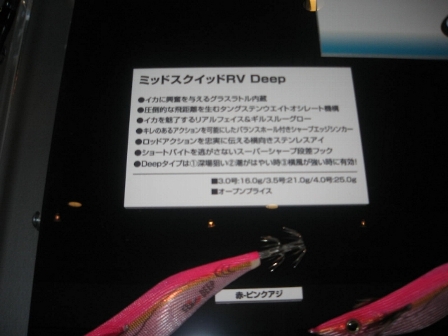 ミッドスクイッドRV Deep
●イカに興奮を与えるグラスラトル内蔵
●圧倒的な飛距離を生むタングステンウエイトオシレート機構
●イカを魅了するリアルフェイス&ギルスルーグロー
●キレのあるアクションを可能にしたバランスホール付きシャープエッジシンカー
●ロッドアクションを忠実に伝える横向きステンレスアイ
●ショートバイトを逃がさないスーパーシャープ段差フック
●Deepタイプは①深場狙い②潮がはやい時③横風が強い時に有効!
■3.0号:16.0g/3.5号:21.0g/4.0号:25.0g
■オープンプライス
赤-ピンクアジ